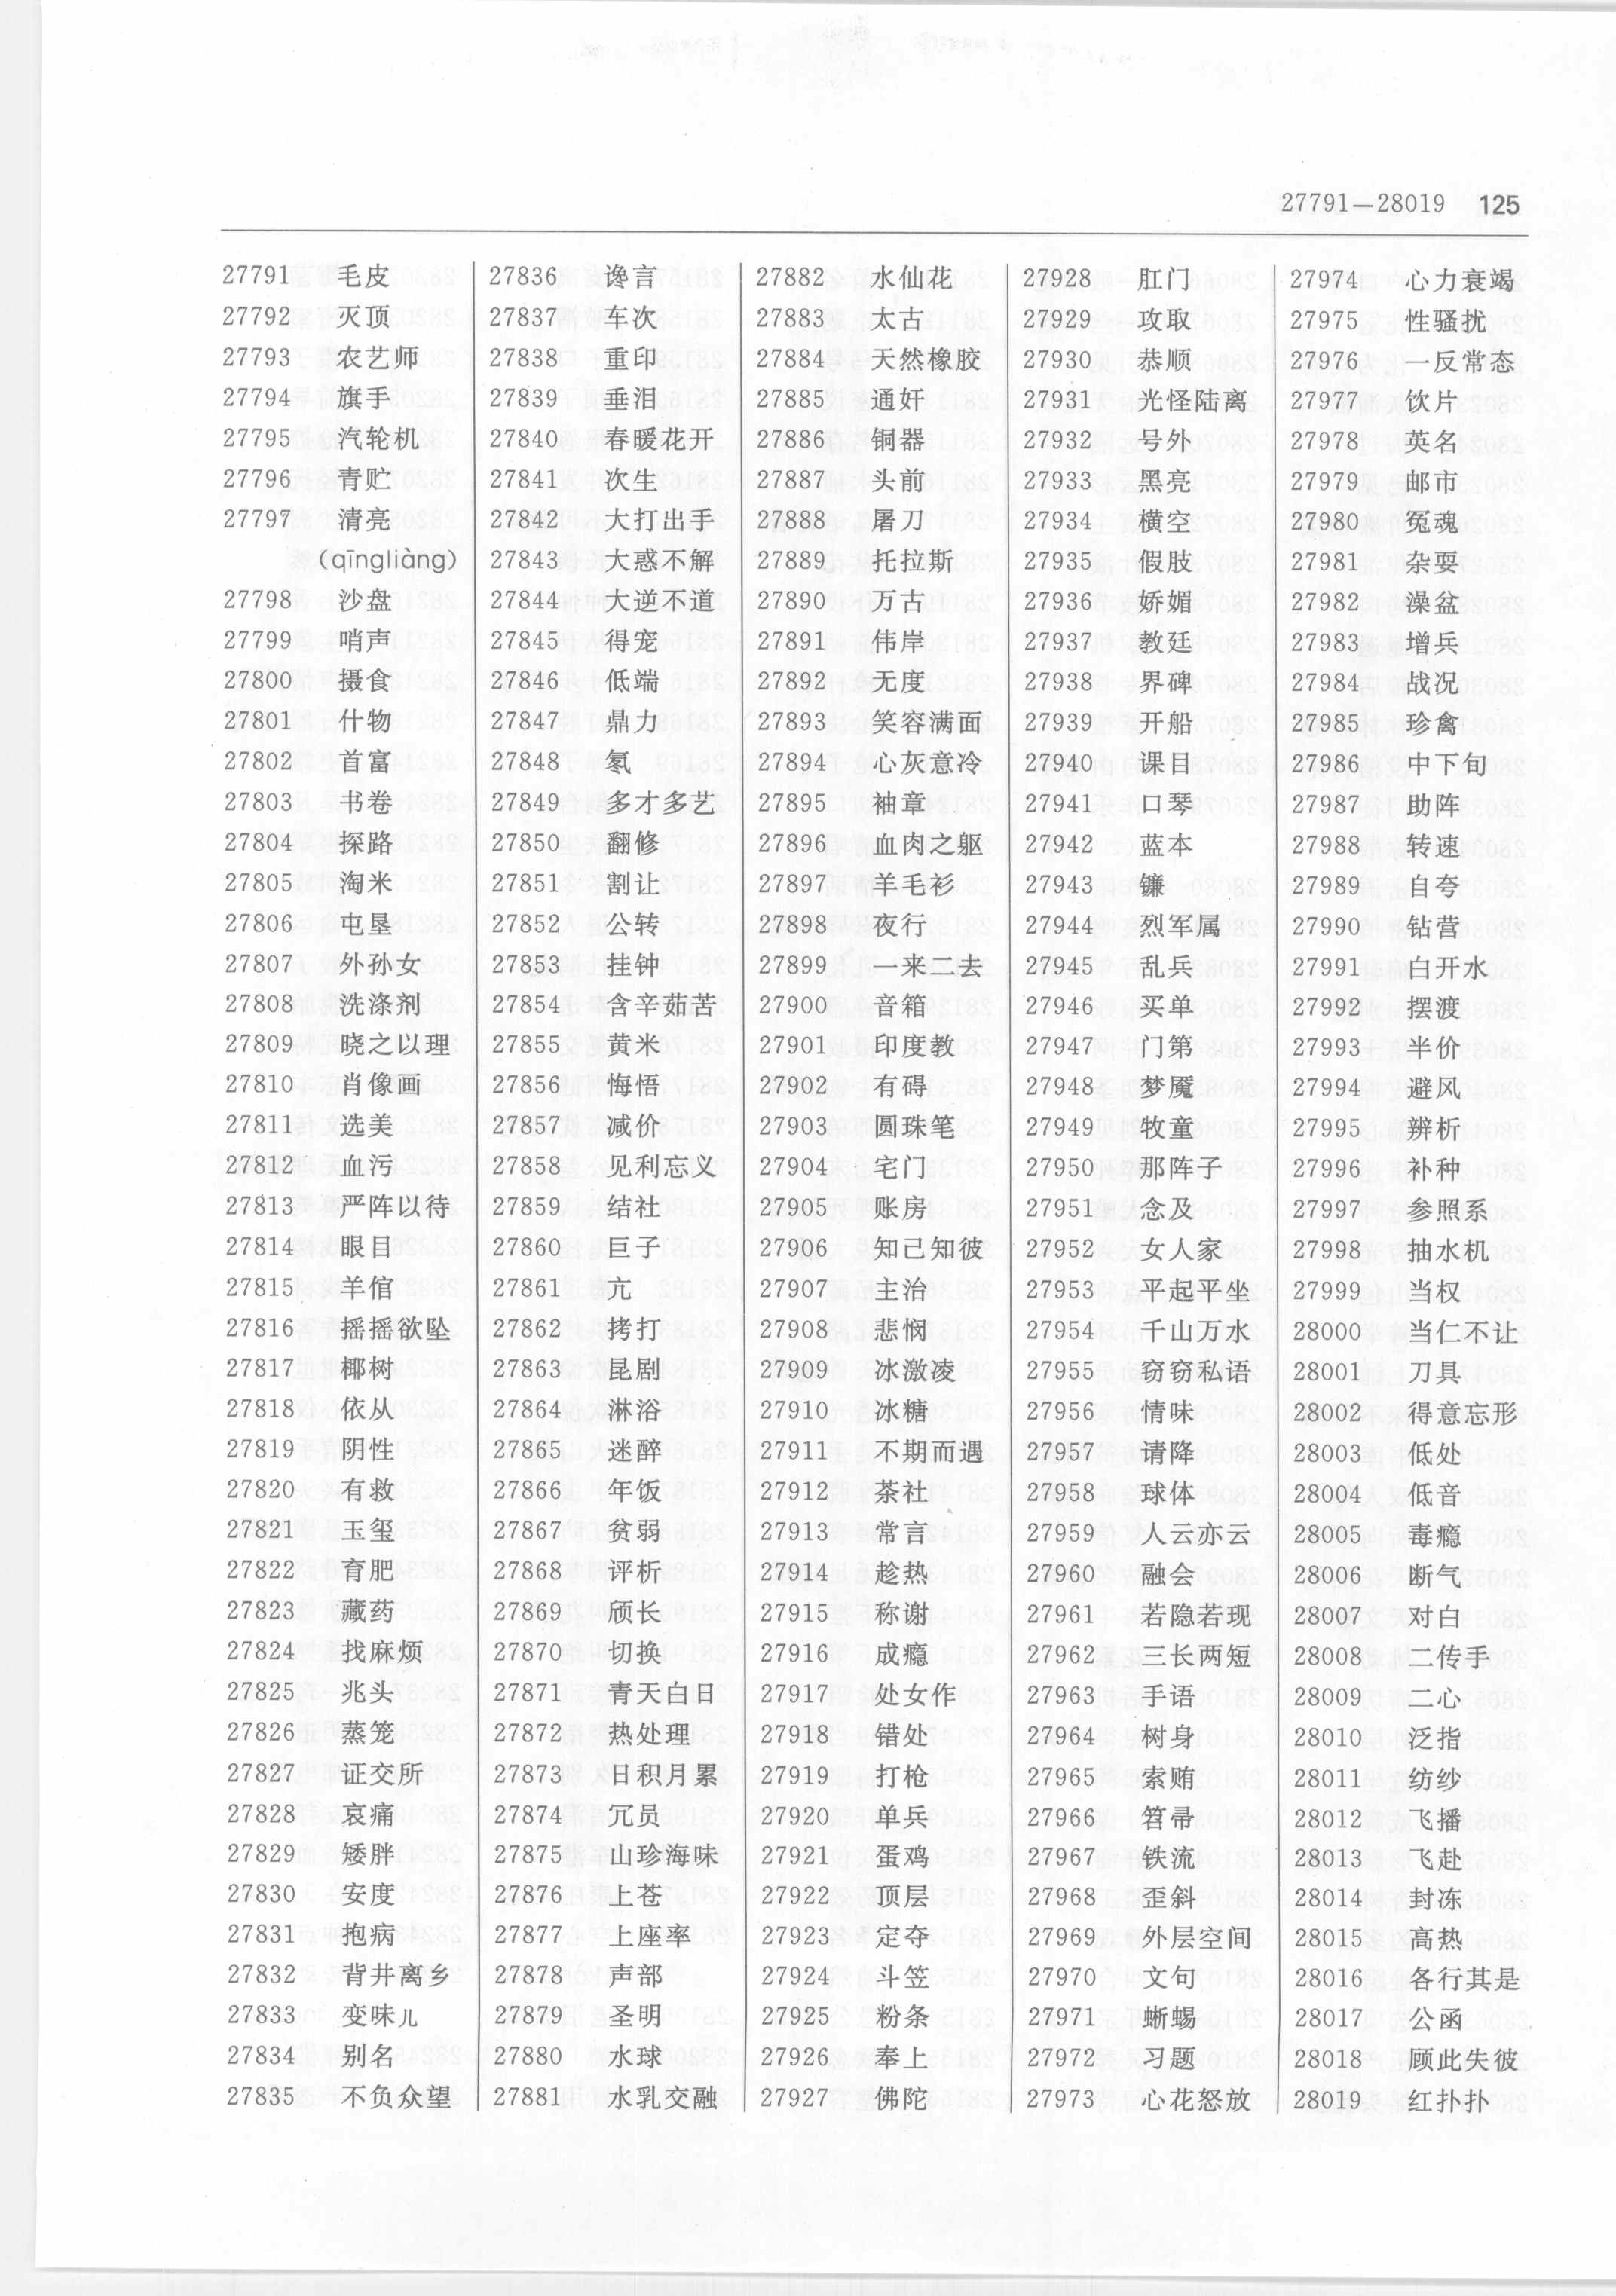 27791—28019 125
27791 毛皮
27792 灭顶
27793 农艺师
27794 旗手
27795 汽轮机
27796 青贮
27797 清亮
(qīngliàng)
27798 沙盘
27799 哨声
27800 摄食
27801 什物
27802 首富
27803 书卷
27804 探路
27805 淘米
27806 屯垦
27807 外孙女
27808 洗涤剂
27809 晓之以理
27810 肖像画
27811 选美
27812 血污
27813 严阵以待
27814 眼目
27815 羊倌
27816 摇摇欲坠
27817 椰树
27818 依从
27819 阴性
27820 有救
27821 玉玺
27822 育肥
27823 藏药
27824 找麻烦
27825 兆头
27826 蒸笼
27827 证交所
27828 哀痛
27829 矮胖
27830 安度
27831 抱病
27832 背井离乡
27833 变味儿
27834 别名
27835 不负众望
27836 谗言
27837 车次
27838 重印
27839 垂泪
27840 春暖花开
27841 次生
27842 大打出手
27843 大惑不解
27844 大逆不道
27845 得宠
27846 低端
27847 鼎力
27848 氡
27849 多才多艺
27850 翻修
27851 割让
27852 公转
27853 挂钟
27854 含辛茹苦
27855 黄米
27856 悔悟
27857 减价
27858 见利忘义
27859 结社
27860 巨子
27861 亢
27862 拷打
27863 昆剧
27864 淋浴
27865 迷醉
27866 年饭
27867 贫弱
27868 评析
27869 颀长
27870 切换
27871 青天白日
27872 热处理
27873 日积月累
27874 冗员
27875 山珍海味
27876 上苍
27877 上座率
27878 声部
27879 圣明
27880 水球
27881 水乳交融
27882 水仙花
27883 太古
27884 天然橡胶
27885 通奸
27886 铜器
27887 头前
27888 屠刀
27889 托拉斯
27890 万古
27891 伟岸
27892 无度
27893 笑容满面
27894 心灰意冷
27895 袖章
27896 血肉之躯
27897 羊毛衫
27898 夜行
27899 一来二去
27900 音箱
27901 印度教
27902 有碍
27903 圆珠笔
27904 宅门
27905 账房
27906 知己知彼
27907 主治
27908 悲悯
27909 冰激凌
27910 冰糖
27911 不期而遇
27912 茶社
27913 常言
27914 趁热
27915 称谢
27916 成瘾
27917 处女作
27918 错处
27919 打枪
27920 单兵
27921 蛋鸡
27922 顶层
27923 定夺
27924 斗笠
27925 粉条
27926 奉上
27927 佛陀
27928 肛门
27929 攻取
27930 恭顺
27931 光怪陆离
27932 号外
27933 黑亮
27934 横空
27935 假肢
27936 娇媚
27937 教廷
27938 界碑
27939 开船
27940 课目
27941 口琴
27942 蓝本
27943 镰
27944 烈军属
27945 乱兵
27946 买单
27947 门第
27948 梦魇
27949 牧童
27950 那阵子
27951 念及
27952 女人家
27953 平起平坐
27954 千山万水
27955 窃窃私语
27956 情味
27957 请降
27958 球体
27959 人云亦云
27960 融会
27961 若隐若现
27962 三长两短
27963 手语
27964 树身
27965 索贿
27966 笤帚
27967 铁流
27968 歪斜
27969 外层空间
27970 文句
27971 蜥蜴
27972 习题
27973 心花怒放
27974 心力衰竭
27975 性骚扰
27976 一反常态
27977 饮片
27978 英名
27979 邮市
27980 冤魂
27981 杂耍
27982 澡盆
27983 增兵
27984 战况
27985 珍禽
27986 中下旬
27987 助阵
27988 转速
27989 自夸
27990 钻营
27991 白开水
27992 摆渡
27993 半价
27994 避风
27995 辨析
27996 补种
27997 参照系
27998 抽水机
27999 当权
28000 当仁不让
28001 刀具
28002 得意忘形
28003 低处
28004 低音
28005 毒瘾
28006 断气
28007 对白
28008 二传手
28009 二心
28010 泛指
28011 纺纱
28012 飞播
28013 飞赴
28014 封冻
28015 高热
28016 各行其是
28017 公函
28018 顾此失彼
28019 红扑扑